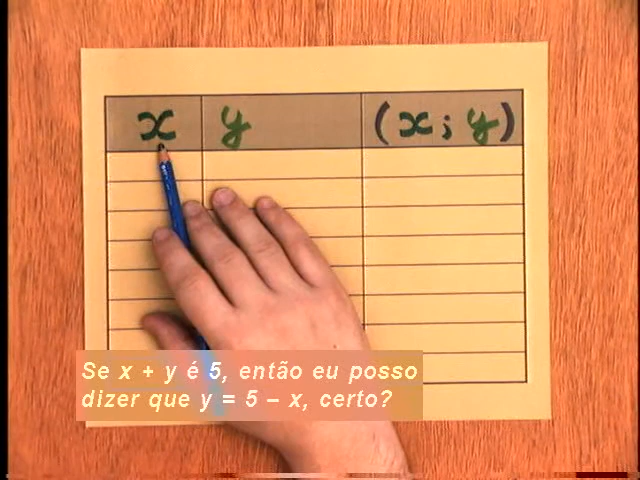 x y (x; y)
Se x + y é 5, então eu posso
dizer que y = 5 – x, certo?